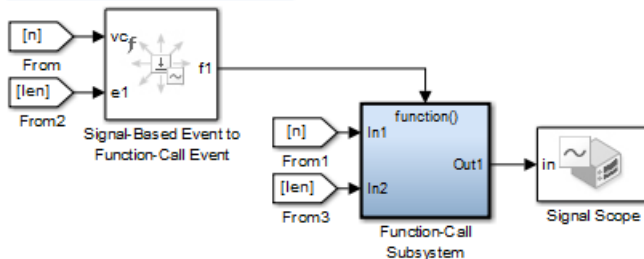 [n]
From
[len]
From2
vc ƒ
e1
f1
Signal-Based Event to
Function-Call Event
[n]
From1
[len]
From3
function()
In1
In2
Out1
Function-Call
Subsystem
in
Signal Scope